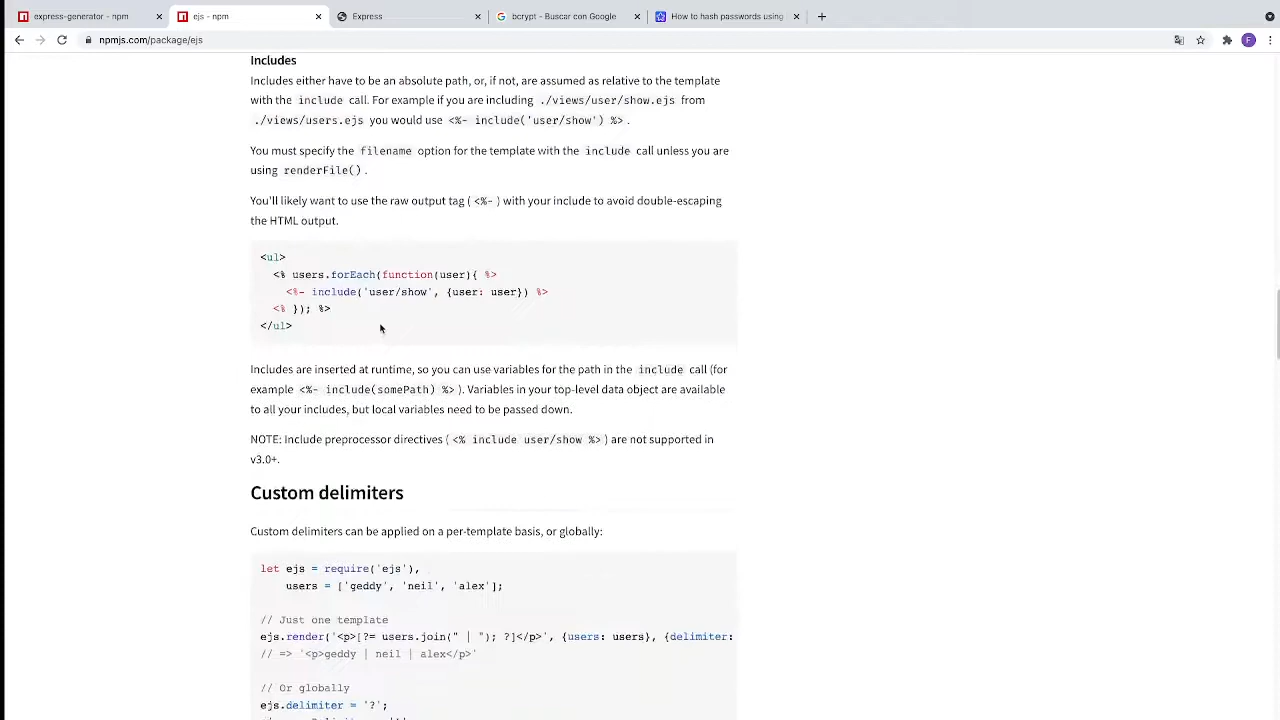 express-generator - npm
ejs - npm
Express
bcrypt - Buscar con Google
How to hash passwords using
npmjs.com/package/ejs
F
Includes
Includes either have to be an absolute path, or, if not, are assumed as relative to the template
with the include call. For example if you are including ./views/user/show.ejs from
./views/users.ejs you would use <%- include('user/show') %> .
You must specify the filename option for the template with the include call unless you are
using renderFile() .
You'll likely want to use the raw output tag ( <%- ) with your include to avoid double-escaping
the HTML output.
<ul>
<% users.forEach(function(user){ %>
<%- include('user/show', {user: user}) %>
<% }); %>
</ul>
Includes are inserted at runtime, so you can use variables for the path in the include call (for
example <%- include(somePath) %> ). Variables in your top-level data object are available
to all your includes, but local variables need to be passed down.
NOTE: Include preprocessor directives ( <% include user/show %> ) are not supported in
v3.0+.
Custom delimiters
Custom delimiters can be applied on a per-template basis, or globally:
let ejs = require('ejs'),
users = ['geddy', 'neil', 'alex'];
// Just one template
ejs.render('<p>[?= users.join(" | "); ?]</p>', {users: users}, {delimiter:
// => '<p>geddy | neil | alex</p>'
// Or globally
ejs.delimiter = '?';